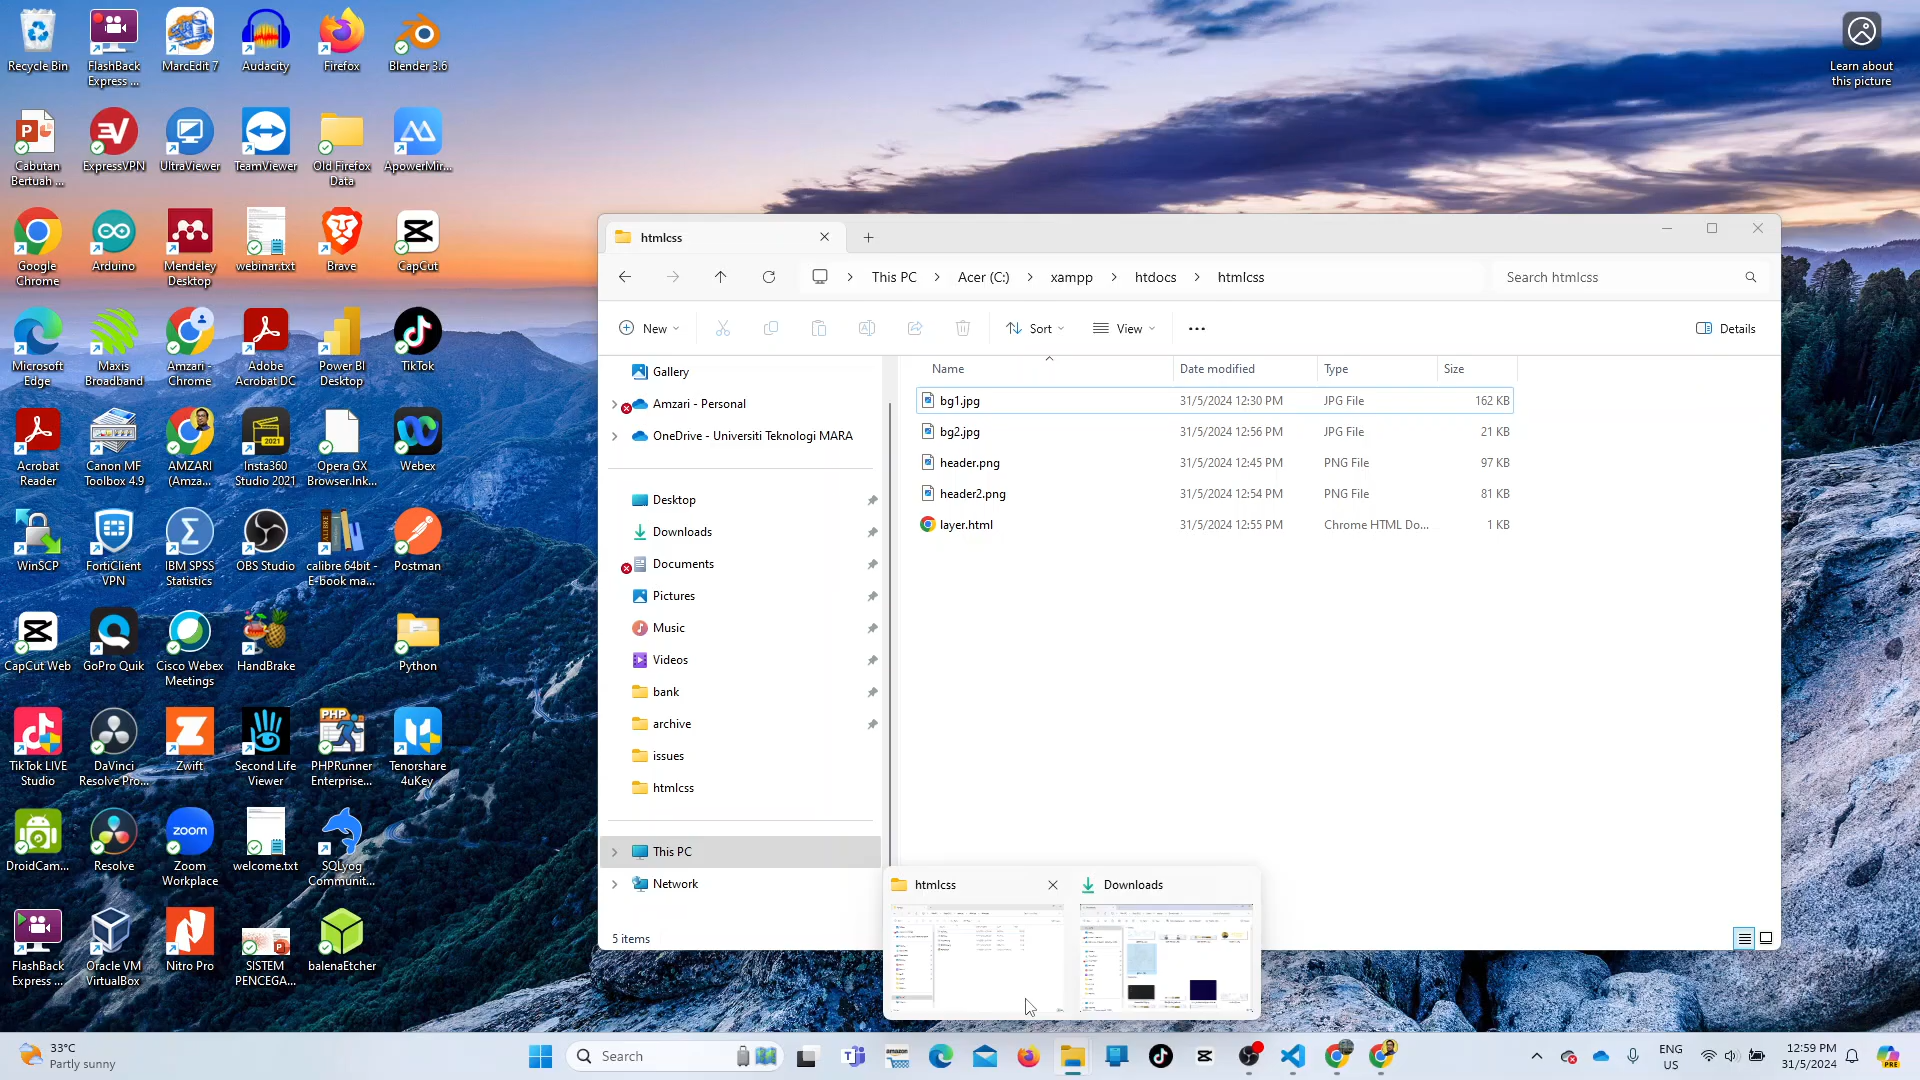 Recycle Bin
FlashBack
Express ...
MarcEdit 7
Audacity
Firefox
Blender 3.6
Learn about
this picture
Cabutan
Bertuah ...
ExpressVPN
UltraViewer
TeamViewer
Old Firefox
Data
ApowerMir...
Google
Chrome
Arduino
Mendeley
Desktop
webinar.txt
Brave
CapCut
Microsoft
Edge
Maxis
Broadband
Amzari -
Chrome
Adobe
Acrobat DC
Power BI
Desktop
TikTok
Acrobat
Reader
Canon MF
Toolbox 4.9
AMZARI
(Amza...
2021
Insta360
Studio 2021
Opera GX
Browser.Ink...
Webex
WinSCP
FortiClient
VPN
IBM SPSS
Statistics
OBS Studio
calibre 64bit -
E-book ma...
Postman
CapCut Web
GoPro Quik
Cisco Webex
Meetings
HandBrake
Python
TikTok LIVE
Studio
DaVinci
Resolve Pro...
Zwift
Second Life
Viewer
PHP
PHPRunner
Enterprise...
Tenorshare
4uKey
DroidCam...
Resolve
zoom
Zoom
Workplace
welcome.txt
SQLyog
Communit...
FlashBack
Express ...
Oracle VM
VirtualBox
Nitro Pro
SISTEM
PENCEGA...
balenaEtcher
htmlcss
This PC > Acer (C:) > xampp > htdocs > htmlcss
Search htmlcss
New
Sort
View
Details
Gallery
Amzari - Personal
OneDrive - Universiti Teknologi MARA
Desktop
Downloads
Documents
Pictures
Music
Videos
bank
archive
issues
htmlcss
This PC
Network
Name Date modified Type Size
bg1.jpg 31/5/2024 12:30 PM JPG File 162 KB
bg2.jpg 31/5/2024 12:56 PM JPG File 21 KB
header.png 31/5/2024 12:45 PM PNG File 97 KB
header2.png 31/5/2024 12:54 PM PNG File 81 KB
layer.html 31/5/2024 12:55 PM Chrome HTML Do... 1 KB
5 items
htmlcss
Downloads
33°C
Partly sunny
Search
amazon
ENG
US
12:59 PM
31/5/2024
PRE